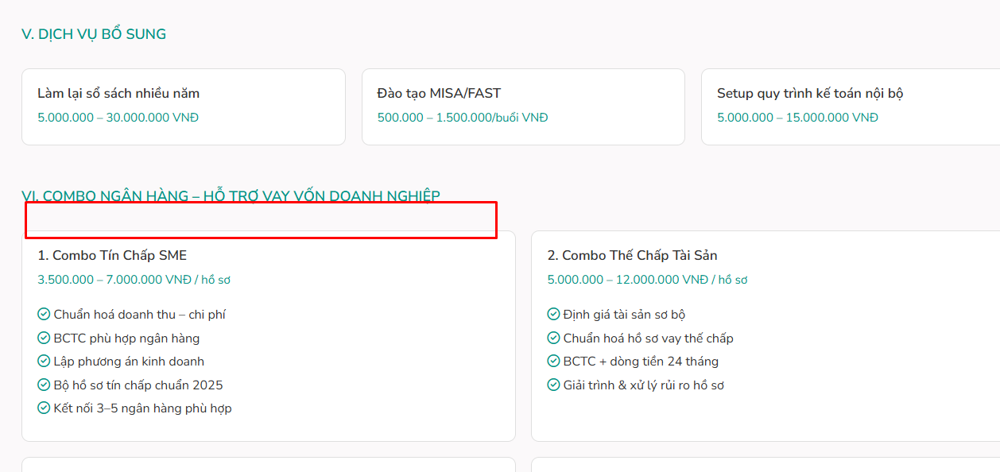 V. DỊCH VỤ BỔ SUNG
Làm lại sổ sách nhiều năm
5.000.000 – 30.000.000 VNĐ
Đào tạo MISA/FAST
500.000 – 1.500.000/buổi VNĐ
Setup quy trình kế toán nội bộ
5.000.000 – 15.000.000 VNĐ
VI. COMBO NGÂN HÀNG – HỖ TRỢ VAY VỐN DOANH NGHIỆP
1. Combo Tín Chấp SME
3.500.000 – 7.000.000 VNĐ / hồ sơ
Chuẩn hoá doanh thu – chi phí
BCTC phù hợp ngân hàng
Lập phương án kinh doanh
Bộ hồ sơ tín chấp chuẩn 2025
Kết nối 3–5 ngân hàng phù hợp
2. Combo Thế Chấp Tài Sản
5.000.000 – 12.000.000 VNĐ / hồ sơ
Định giá tài sản sơ bộ
Chuẩn hoá hồ sơ vay thế chấp
BCTC + dòng tiền 24 tháng
Giải trình & xử lý rủi ro hồ sơ